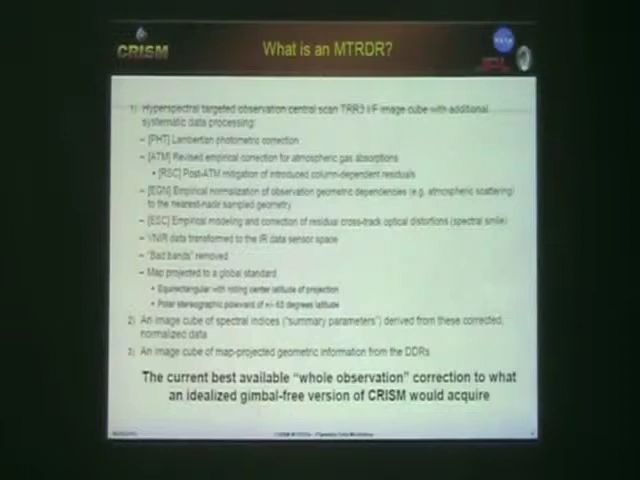 CRISM
What is an MTRDR?
NASA
1) Hyperspectral targeted observation central scan TRR3 I/F image cube with additional
systematic data processing:
– [PHT] Lambertian photometric correction
– [ATM] Revised empirical correction for atmospheric gas absorptions
• [RSC] Post-ATM mitigation of introduced column-dependent residuals
– [EGN] Empirical normalization of observation geometric dependencies (e.g. atmospheric scattering)
to the nearest-nadir sampled geometry
– [ESC] Empirical modeling and correction of residual cross-track optical distortions (spectral smile)
– VNIR data transformed to the IR data sensor space
– "Bad bands" removed
– Map projected to a global standard
• Equirectangular with rolling center latitude of projection
• Polar stereographic poleward of +/- degrees latitude
2) An image cube of spectral indices ("summary parameters") derived from these corrected,
normalized data
3) An image cube of map-projected geometric information from the DDRs
The current best available "whole observation" correction to what
an idealized gimbal-free version of CRISM would acquire